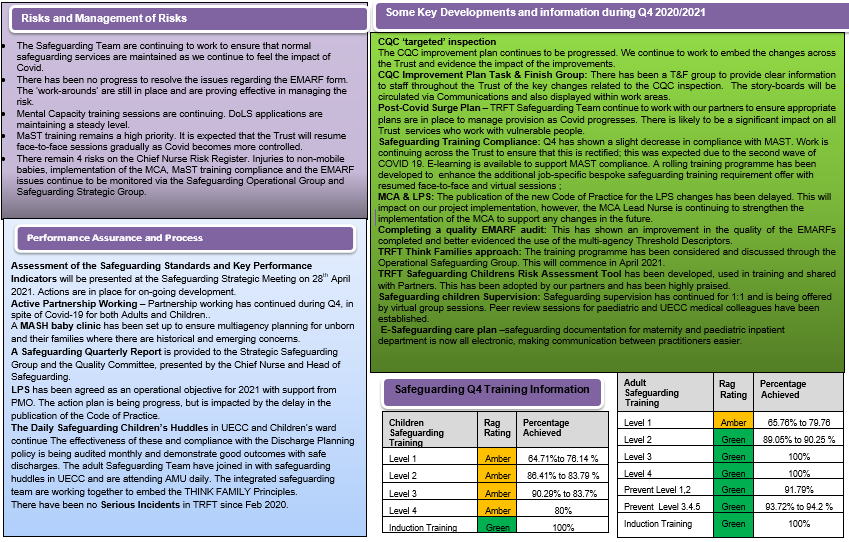 Risks and Management of Risks
The Safeguarding Team are continuing to work to ensure that normal
safeguarding services are maintained as we continue to feel the impact of
Covid.
There has been no progress to resolve the issues regarding the EMARF form.
The 'work-arounds' are still in place and are proving effective in managing the
risk.
Mental Capacity training sessions are continuing. DoLS applications are
maintaining a steady level.
MaST training remains a high priority. It is expected that the Trust will resume
face-to-face sessions gradually as Covid becomes more controlled.
There remain 4 risks on the Chief Nurse Risk Register. Injuries to non-mobile
babies, implementation of the MCA, MaST training compliance and the EMARF
issues continue to be monitored via the Safeguarding Operational Group and
Safeguarding Strategic Group.
Performance Assurance and Process
Assessment of the Safeguarding Standards and Key Performance
Indicators will be presented at the Safeguarding Strategic Meeting on 28th April
2021. Actions are in place for on-going development.
Active Partnership Working – Partnership working has continued during Q4, in
spite of Covid-19 for both Adults and Children..
A MASH baby clinic has been set up to ensure multiagency planning for unborn
and their families where there are historical and emerging concerns.
A Safeguarding Quarterly Report is provided to the Strategic Safeguarding
Group and the Quality Committee, presented by the Chief Nurse and Head of
Safeguarding.
LPS has been agreed as an operational objective for 2021 with support from
PMO. The action plan is being progress, but is impacted by the delay in the
publication of the Code of Practice.
The Daily Safeguarding Children's Huddles in UECC and Children's ward
continue The effectiveness of these and compliance with the Discharge Planning
policy is being audited monthly and demonstrate good outcomes with safe
discharges. The adult Safeguarding Team have joined in with safeguarding
huddles in UECC and are attending AMU daily. The integrated safeguarding
team are working together to embed the THINK FAMILY Principles.
There have been no Serious Incidents in TRFT since Feb 2020.
Some Key Developments and information during Q4 2020/2021
CQC 'targeted' inspection
The CQC improvement plan continues to be progressed. We continue to work to embed the changes across
the Trust and evidence the impact of the improvements.
CQC Improvement Plan Task & Finish Group: There has been a T&F group to provide clear information
to staff throughout the Trust of the key changes related to the CQC inspection. The story-boards will be
circulated via Communications and also displayed within work areas.
Post-Covid Surge Plan – TRFT Safeguarding Team continue to work with our partners to ensure appropriate
plans are in place to manage provision as Covid progresses. There is likely to be a significant impact on all
Trust services who work with vulnerable people.
Safeguarding Training Compliance: Q4 has shown a slight decrease in compliance with MAST. Work is
continuing across the Trust to ensure that this is rectified; this was expected due to the second wave of
COVID 19. E-learning is available to support MAST compliance. A rolling training programme has been
developed to enhance the additional job-specific bespoke safeguarding training requirement offer with
resumed face-to-face and virtual sessions ;
MCA & LPS: The publication of the new Code of Practice for the LPS changes has been delayed. This will
impact on our project implementation, however, the MCA Lead Nurse is continuing to strengthen the
implementation of the MCA to support any changes in the future.
Completing a quality EMARF audit: This has shown an improvement in the quality of the EMARFs
completed and better evidenced the use of the multi-agency Threshold Descriptors.
TRFT Think Families approach: The training programme has been considered and discussed through the
Operational Safeguarding Group. This will commence in April 2021.
TRFT Safeguarding Childrens Risk Assessment Tool has been developed, used in training and shared
with Partners. This has been adopted by our partners and has been highly praised.
Safeguarding children Supervision: Safeguarding supervision has continued for 1:1 and is being offered
by virtual group sessions. Peer review sessions for paediatric and UECC medical colleagues have been
established.
E-Safeguarding care plan –safeguarding documentation for maternity and paediatric inpatient
department is now all electronic, making communication between practitioners easier.
Safeguarding Q4 Training Information
Children Safeguarding Training Rag Rating Percentage Achieved
Level 1 Amber 64.71%to 76.14 %
Level 2 Amber 86.41% to 83.79 %
Level 3 Amber 90.29% to 83.7%
Level 4 Amber 80%
Induction Training Green 100%
Adult Safeguarding Training Rag Rating Percentage Achieved
Level 1 Amber 65.76% to 79.76
Level 2 Green 89.05% to 90.25 %
Level 3 Green 100%
Level 4 Green 100%
Prevent Level 1,2 Green 91.79%
Prevent Level 3.4.5 Green 93.72% to 94.2 %
Induction Training Green 100%